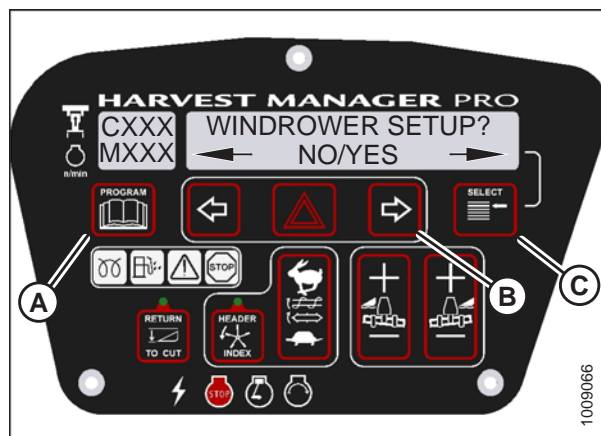 HARVEST MANAGER PRO
CXXX
MXXX
WINDROWER SETUP?
NO/YES
n/min
PROGRAM
SELECT
A
B
C
STOP
RETURN
TO CUT
HEADER
INDEX
STOP
1009066